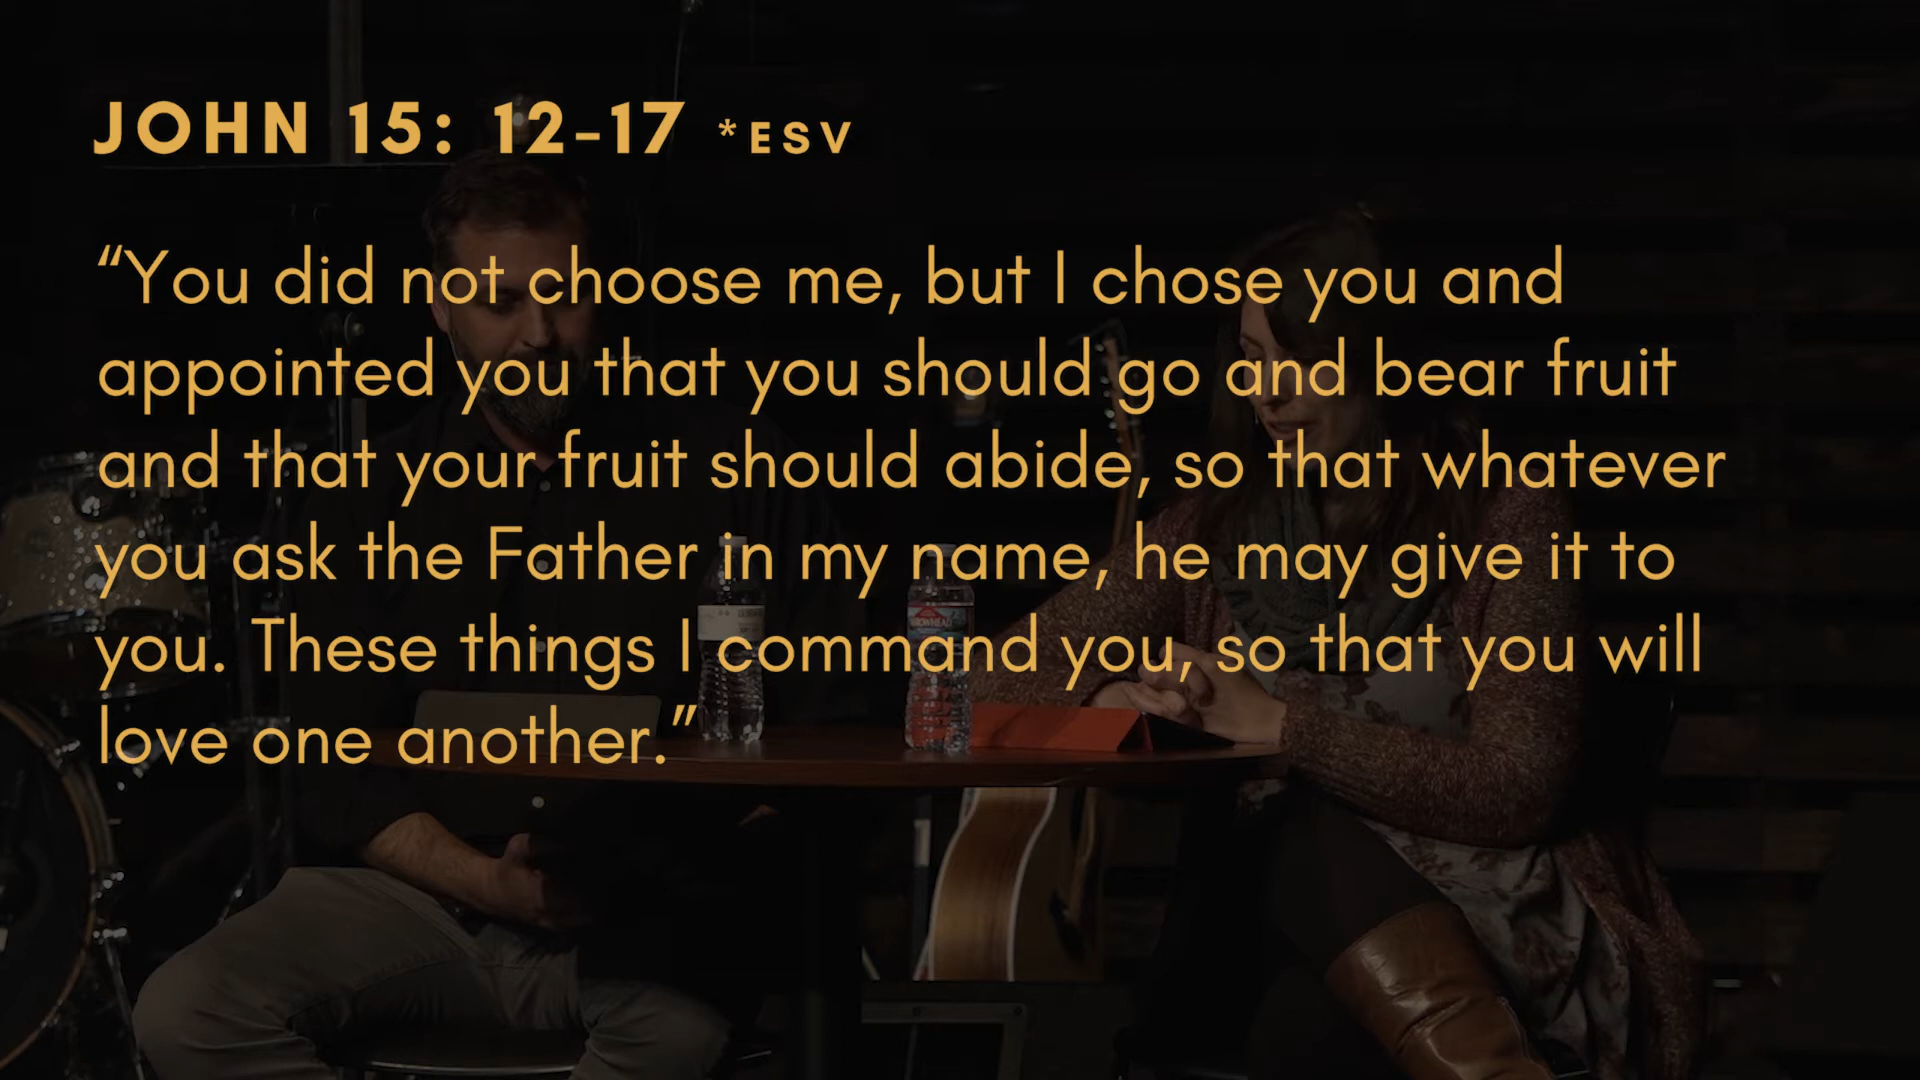 JOHN 15: 12-17 *ESV
“You did not choose me, but I chose you and
appointed you that you should go and bear fruit
and that your fruit should abide, so that whatever
you ask the Father in my name, he may give it to
you. These things I command you, so that you will
love one another.”
ARROWHEAD